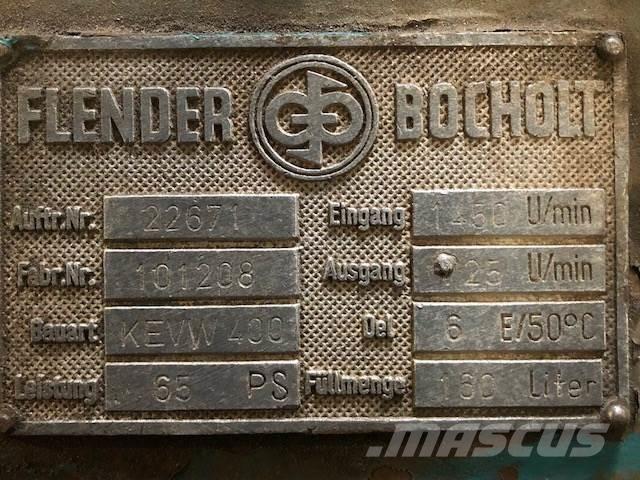 FLENDER BOCHOLT
Auftr.Nr. 22671 Eingang 1450 U/min
Fabr.Nr. 101208 Ausgang 25 U/min
Bauart KEVW 400 Oel 6 E/50°C
Leistung 65 PS Füllmenge 160 Liter
MASCUS